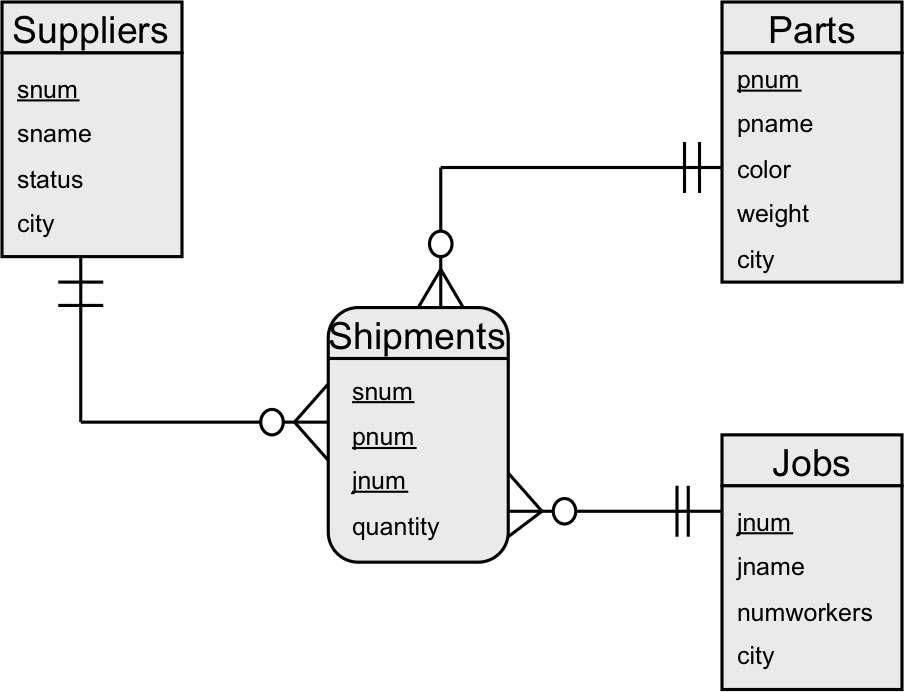 Suppliers
snum
sname
status
city
Parts
pnum
pname
color
weight
city
Shipments
snum
pnum
jnum
quantity
Jobs
jnum
jname
numworkers
city